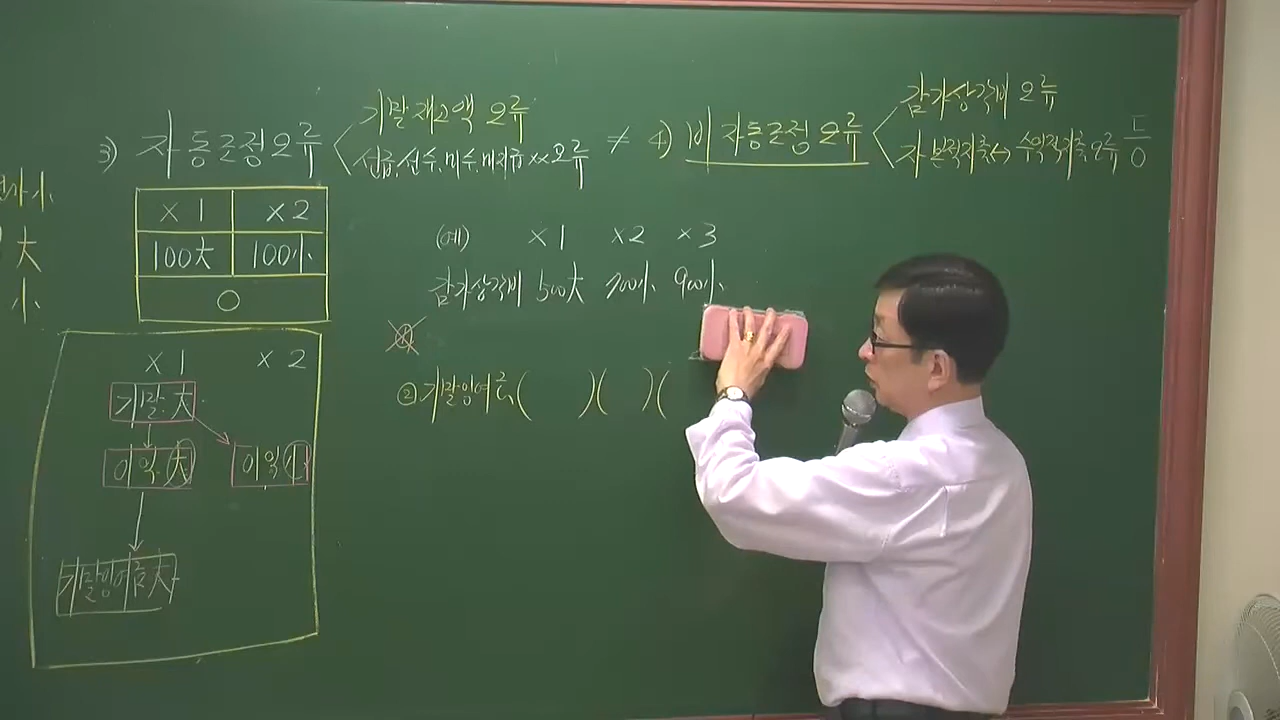 3) 자동조정오류
기말재고액 오류
선급, 선수, 미수, 미지급 xx 오류
≠
4) 비자동조정오류
감가상각비 오류
자본적지출↔수익적지출 오류
大
小
×1 ×2
100大 100小
0
(예) ×1 ×2 ×3
감가상각비 500大 700小 900小
×1 ×2
기말.大
이익(大) 이익(小)
기말잉여금大
② 기말잉여금( )( )(